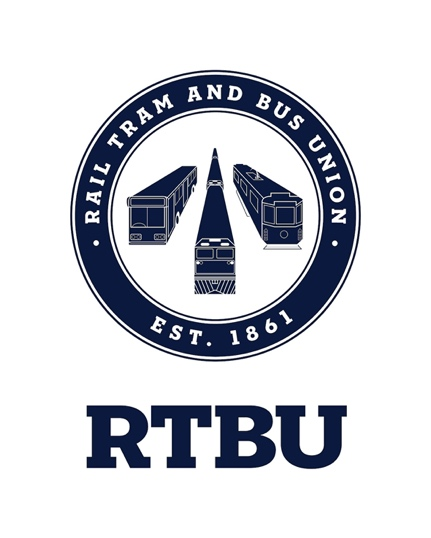 · RAIL TRAM AND BUS UNION ·
EST. 1861
RTBU